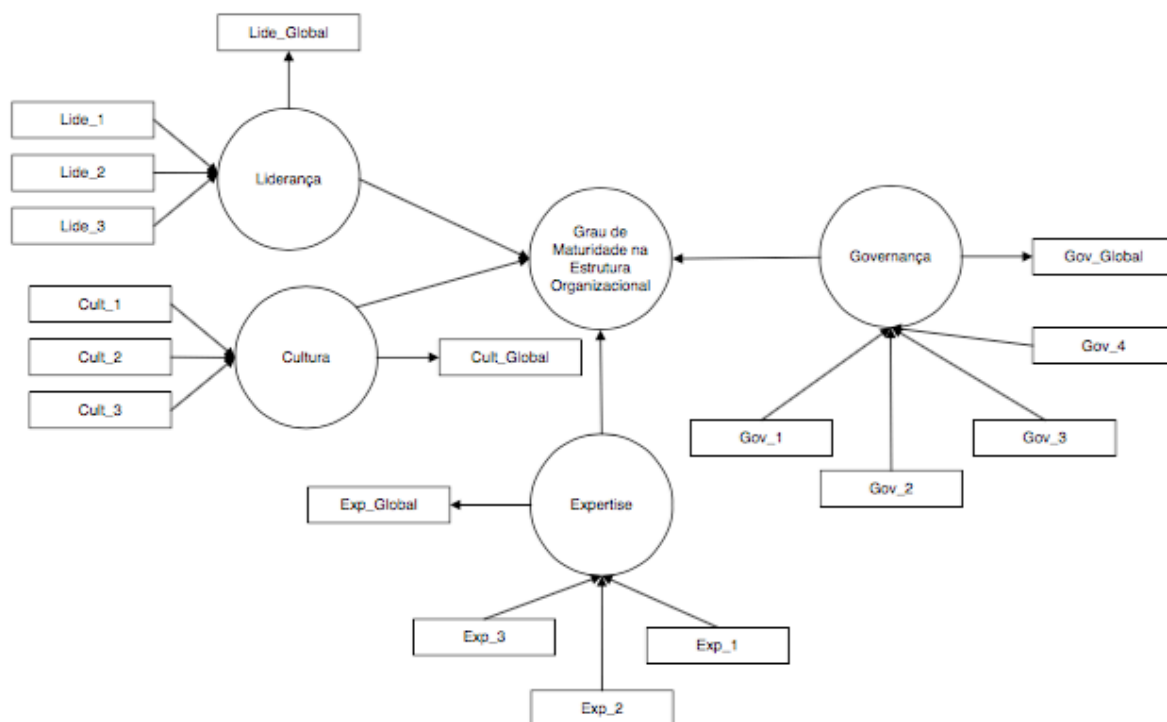 Lide_Global
Lide_1
Lide_2
Liderança
Lide_3
Grau de
Maturidade na
Estrutura
Organizacional
Governança
Gov_Global
Cult_1
Cult_2
Cultura
Cult_Global
Cult_3
Gov_4
Gov_1
Gov_3
Gov_2
Exp_Global
Expertise
Exp_3
Exp_1
Exp_2